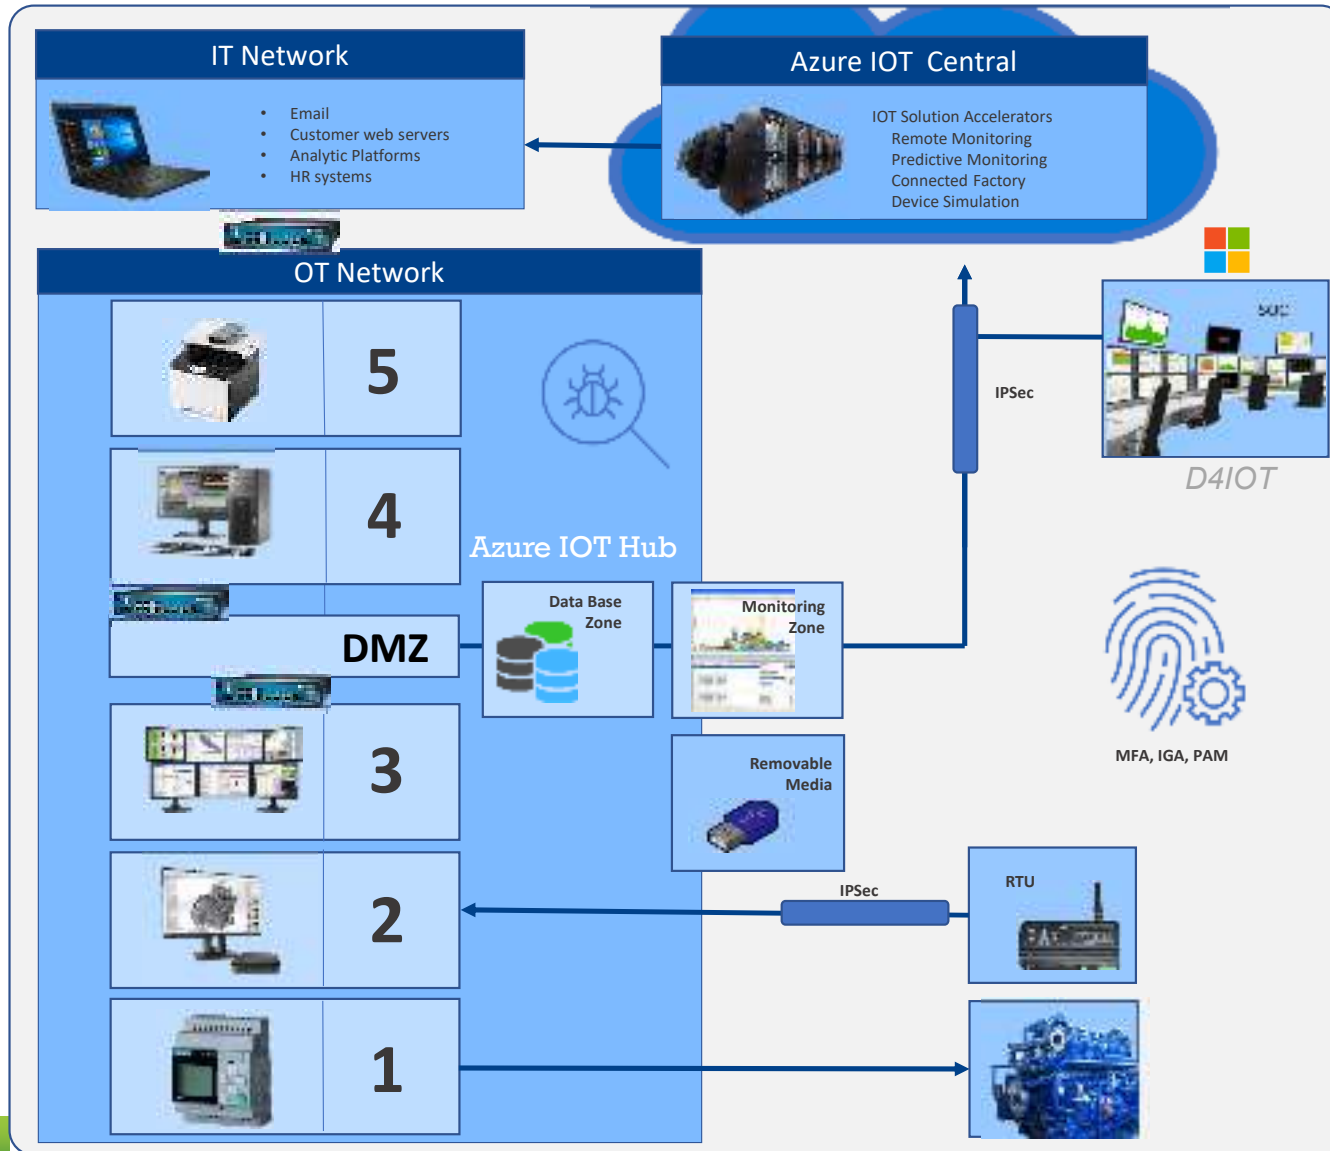 IT Network
• Email
• Customer web servers
• Analytic Platforms
• HR systems
Azure IOT Central
IOT Solution Accelerators
Remote Monitoring
Predictive Monitoring
Connected Factory
Device Simulation
OT Network
5
4
Azure IOT Hub
DMZ
Data Base
Zone
Monitoring
Zone
3
Removable
Media
2
1
IPSec
SOC
D4IOT
MFA, IGA, PAM
IPSec
RTU